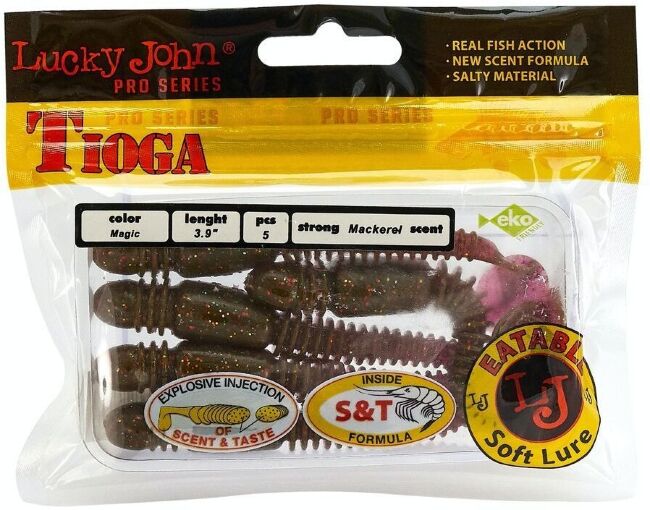 Lucky John®
PRO SERIES
· REAL FISH ACTION
· NEW SCENT FORMULA
· SALTY MATERIAL
PRO SERIES
PRO SERIES
TIOGA
color
Magic
lenght
3.9"
pcs
5
strong Mackerel scent
eko
FRIENDLY
EXPLOSIVE INJECTION
OF
SCENT & TASTE
INSIDE
S&T
FORMULA
EATABLE
LJ
LJ
Soft Lure